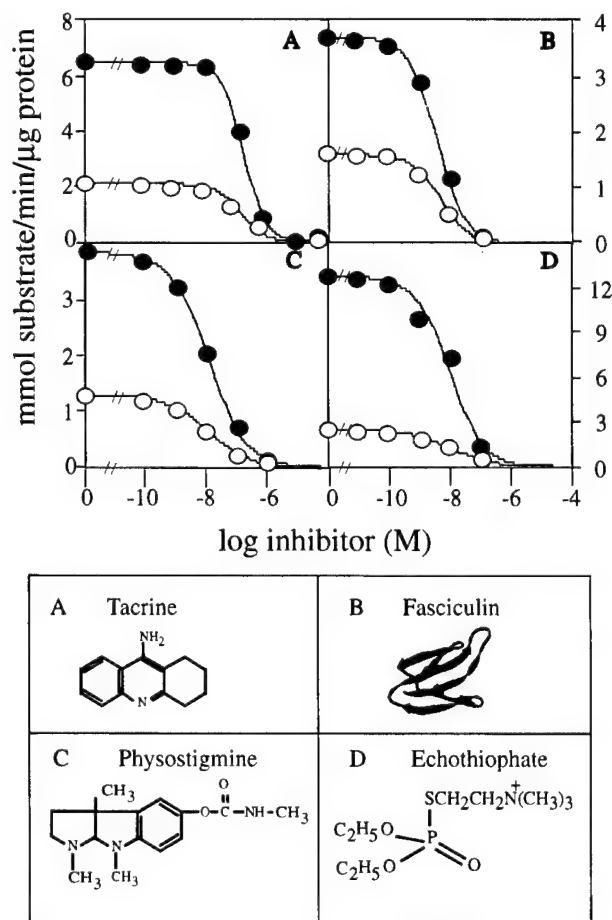 mmol substrate/min/µg protein
A
8
6
4
2
0
B
4
3
2
1
0
C
3
2
1
0
D
12
9
6
3
0
0 -10 -8 -6
0 -10 -8 -6 -4
log inhibitor (M)
A Tacrine
NH₂
N
B Fasciculin
C Physostigmine
CH₃
O
O-C-NH-CH₃
N N
CH₃ CH₃
D Echothiophate
+
SCH₂CH₂N(CH₃)₃
C₂H₅O
P
C₂H₅O O